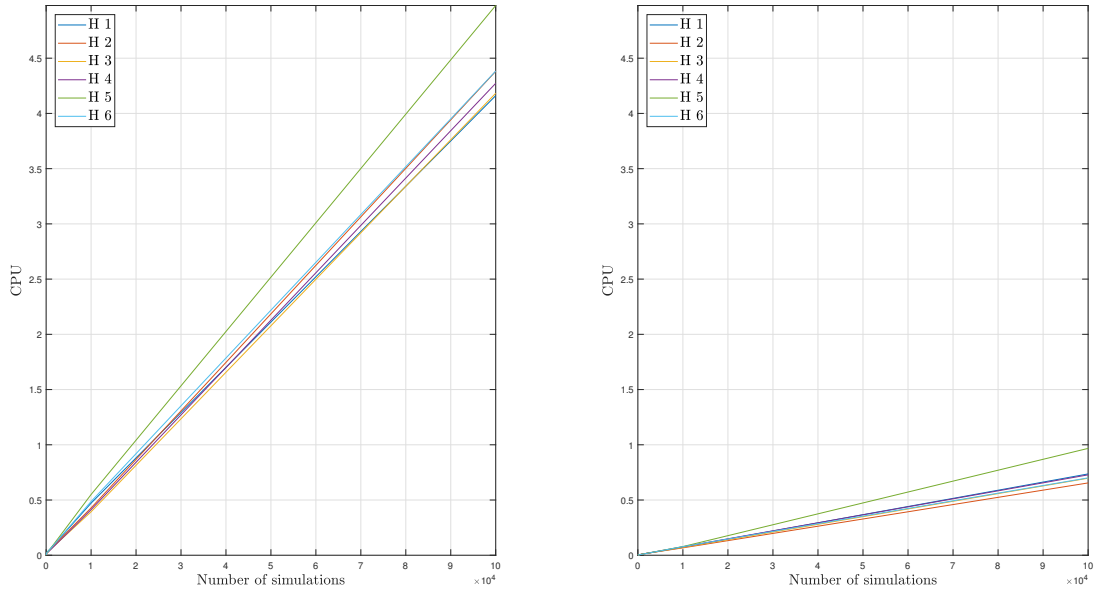 H 1
H 2
H 3
H 4
H 5
H 6
4.5
4
3.5
3
2.5
2
1.5
1
0.5
0
CPU
0 1 2 3 4 5 6 7 8 9 10
Number of simulations
×10⁴
H 1
H 2
H 3
H 4
H 5
H 6
4.5
4
3.5
3
2.5
2
1.5
1
0.5
0
CPU
0 1 2 3 4 5 6 7 8 9 10
Number of simulations
×10⁴